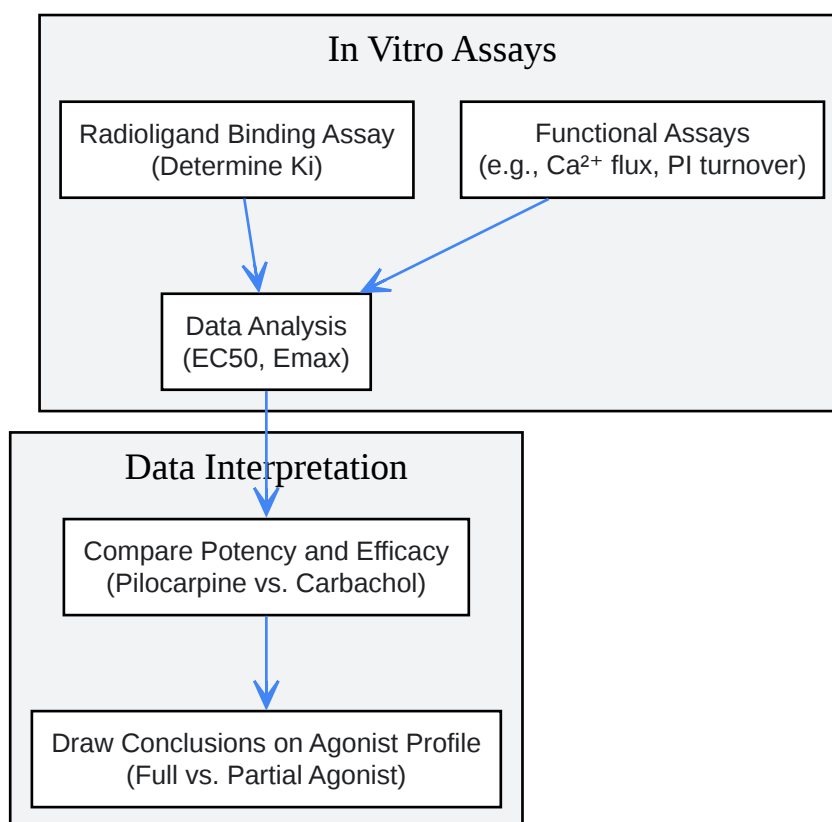 In Vitro Assays
Radioligand Binding Assay
(Determine Ki)
Functional Assays
(e.g., Ca²⁺ flux, PI turnover)
Data Analysis
(EC50, Emax)
Data Interpretation
Compare Potency and Efficacy
(Pilocarpine vs. Carbachol)
Draw Conclusions on Agonist Profile
(Full vs. Partial Agonist)